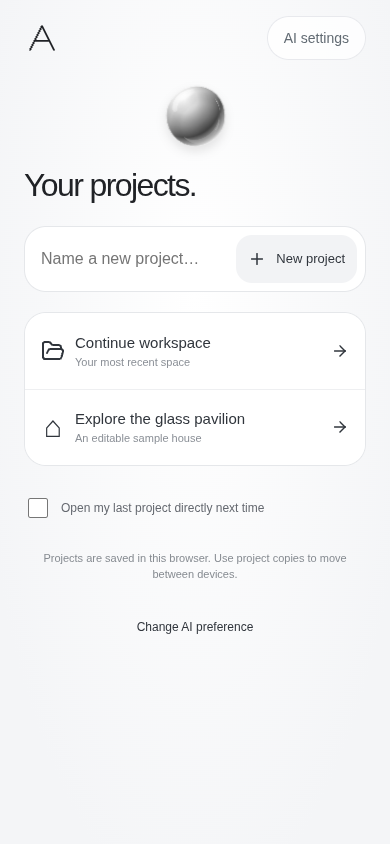 AI settings
Your projects.
Name a new project…
New project
Continue workspace
Your most recent space
Explore the glass pavilion
An editable sample house
Open my last project directly next time
Projects are saved in this browser. Use project copies to move
between devices.
Change AI preference